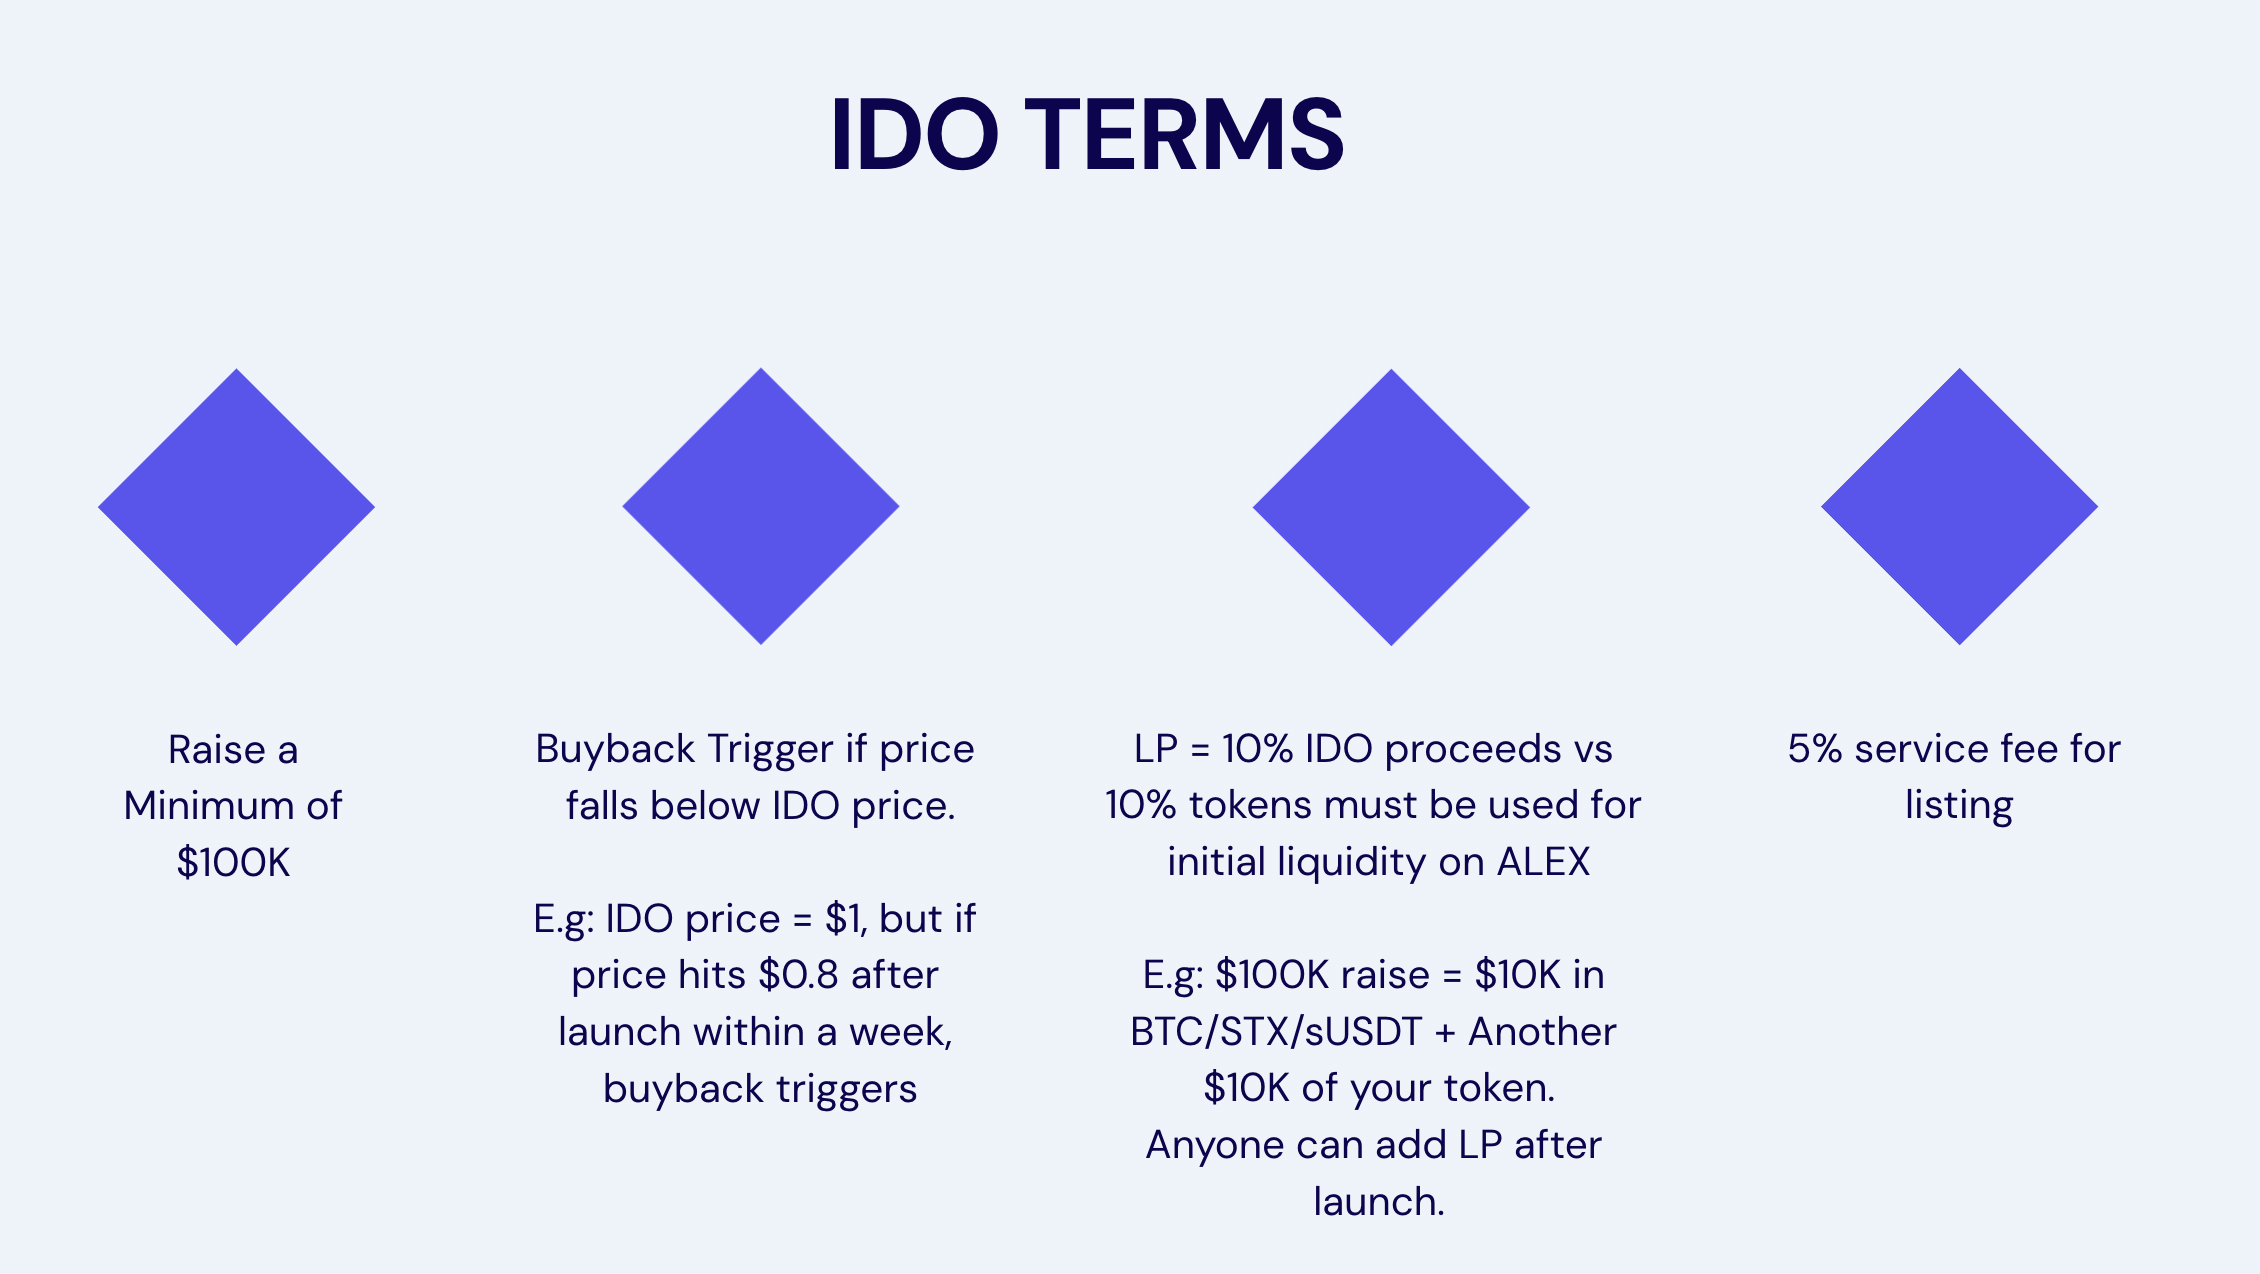 IDO TERMS
Raise a
Minimum of
$100K
Buyback Trigger if price
falls below IDO price.
E.g: IDO price = $1, but if
price hits $0.8 after
launch within a week,
buyback triggers
LP = 10% IDO proceeds vs
10% tokens must be used for
initial liquidity on ALEX
E.g: $100K raise = $10K in
BTC/STX/sUSDT + Another
$10K of your token.
Anyone can add LP after
launch.
5% service fee for
listing